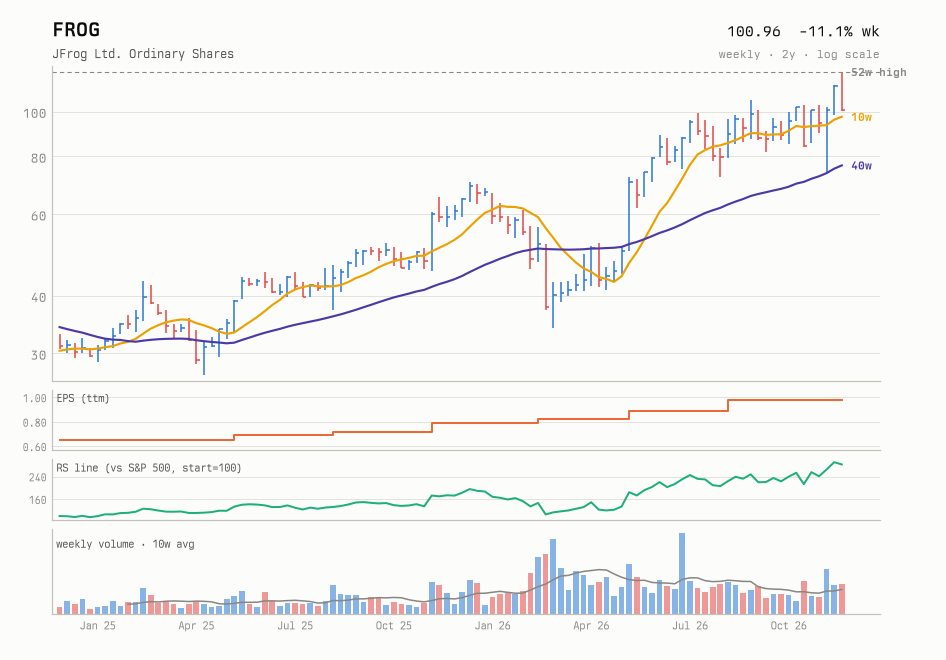 FROG
100.96 -11.1% wk
JFrog Ltd. Ordinary Shares
weekly · 2y · log scale
52w high
100
10w
80
40w
60
40
30
EPS (ttm)
1.00
0.80
0.60
RS line (vs S&P 500, start=100)
240
160
weekly volume · 10w avg
Jan 25 Apr 25 Jul 25 Oct 25 Jan 26 Apr 26 Jul 26 Oct 26